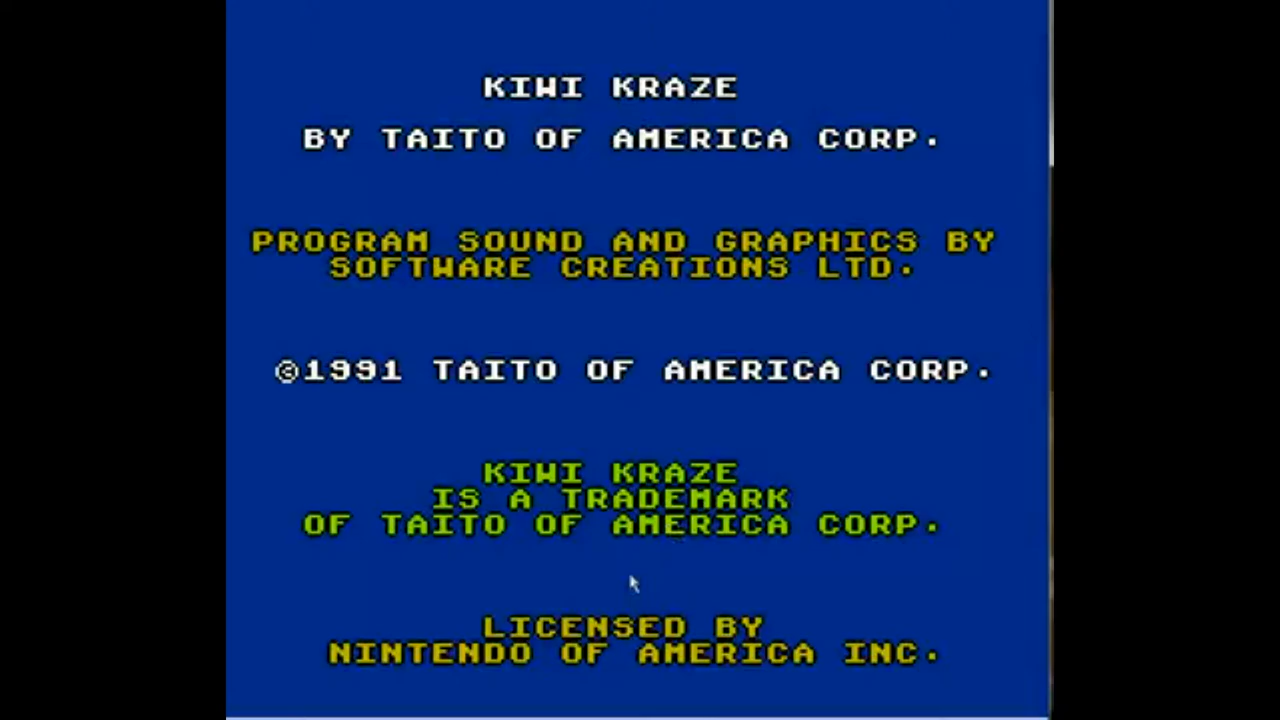 KIWI KRAZE
BY TAITO OF AMERICA CORP.
PROGRAM SOUND AND GRAPHICS BY
SOFTWARE CREATIONS LTD.
©1991 TAITO OF AMERICA CORP.
KIWI KRAZE
IS A TRADEMARK
OF TAITO OF AMERICA CORP.
LICENSED BY
NINTENDO OF AMERICA INC.